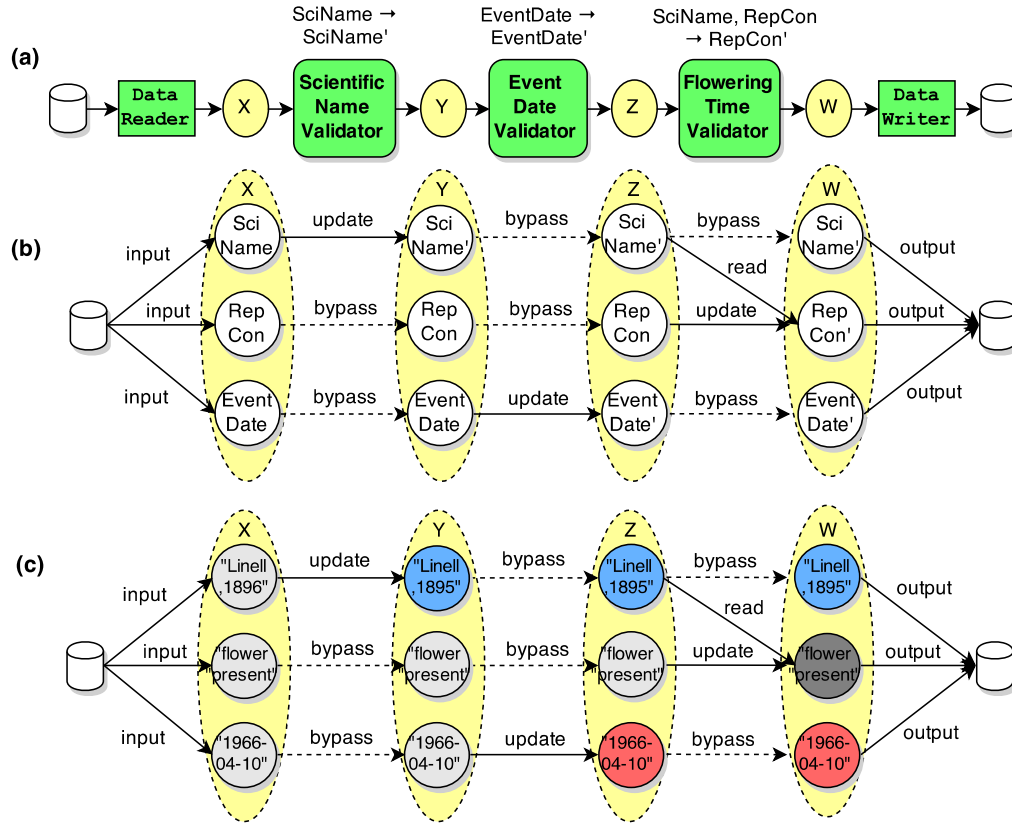 SciName → 
SciName'
EventDate → 
EventDate'
SciName, RepCon
→ RepCon'
(a)
Data
Reader
X
Scientific
Name
Validator
Y
Event
Date
Validator
Z
Flowering
Time
Validator
W
Data
Writer
(b)
X
Y
Z
W
input
Sci
Name
update
Sci
Name'
bypass
Sci
Name'
bypass
Sci
Name'
output
read
input
Rep
Con
bypass
Rep
Con
bypass
Rep
Con
update
Rep
Con'
output
input
Event
Date
bypass
Event
Date
update
Event
Date'
bypass
Event
Date'
output
(c)
X
Y
Z
W
input
"Linell
,1896"
update
"Linell
,1895"
bypass
"Linell
,1895"
bypass
"Linell
,1895"
output
read
input
"flower
"present"
bypass
"flower
"present"
bypass
"flower
"present"
update
"flower
"present"
output
input
"1966-
04-10"
bypass
"1966-
04-10"
update
"1966-
04-10"
bypass
"1966-
04-10"
output